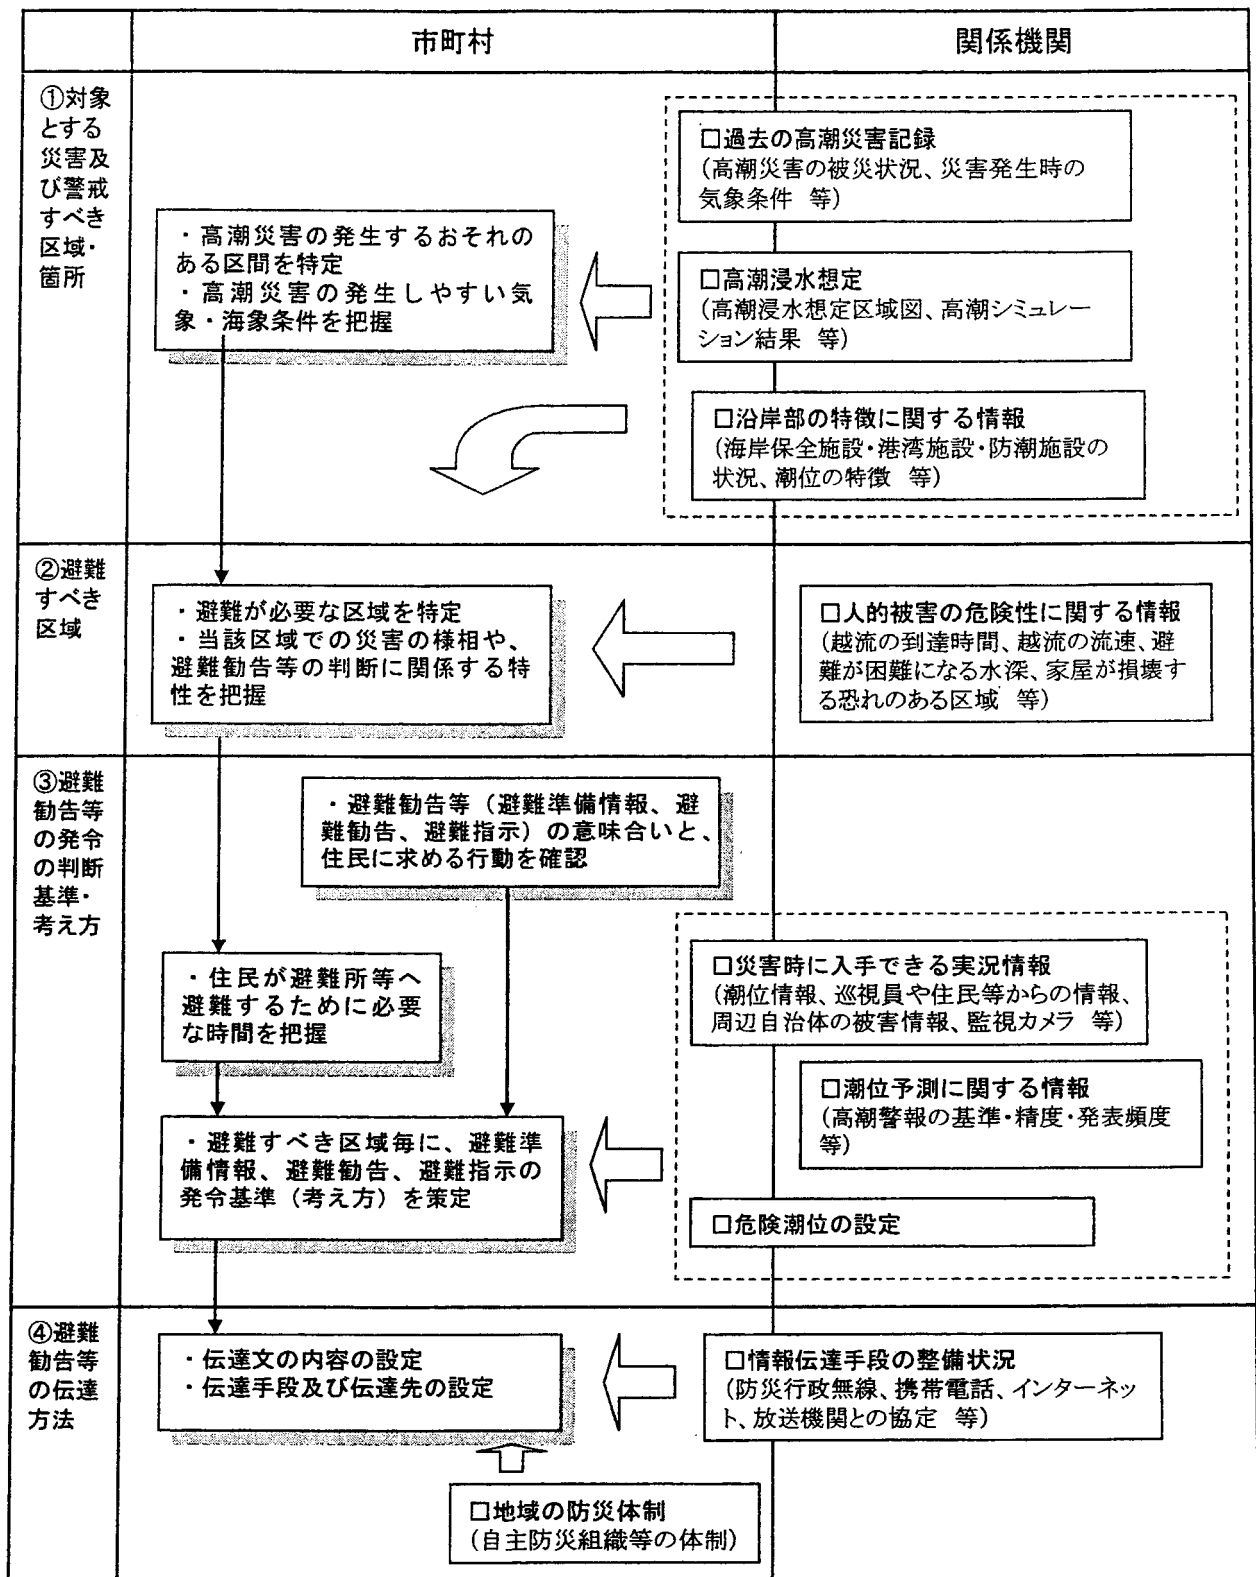 市町村
関係機関
①対象
とする
災害及
び警戒
すべき
区域・
箇所
・高潮災害の発生するおそれの
ある区間を特定
・高潮災害の発生しやすい気
象・海象条件を把握
□過去の高潮災害記録
(高潮災害の被災状況、災害発生時の
気象条件 等)
□高潮浸水想定
(高潮浸水想定区域図、高潮シミュレー
ション結果 等)
□沿岸部の特徴に関する情報
(海岸保全施設・港湾施設・防潮施設の
状況、潮位の特徴 等)
②避難
すべき
区域
・避難が必要な区域を特定
・当該区域での災害の様相や、
避難勧告等の判断に関係する特
性を把握
□人的被害の危険性に関する情報
(越流の到達時間、越流の流速、避
難が困難になる水深、家屋が損壊す
る恐れのある区域 等)
③避難
勧告等
の発令
の判断
基準・
考え方
・避難勧告等（避難準備情報、避
難勧告、避難指示）の意味合いと、
住民に求める行動を確認
・住民が避難所等へ
避難するために必要
な時間を把握
・避難すべき区域毎に、避難準
備情報、避難勧告、避難指示の
発令基準（考え方）を策定
□災害時に入手できる実況情報
(潮位情報、巡視員や住民等からの情報、
周辺自治体の被害情報、監視カメラ 等)
□潮位予測に関する情報
(高潮警報の基準・精度・発表頻度
等)
□危険潮位の設定
④避難
勧告等
の伝達
方法
・伝達文の内容の設定
・伝達手段及び伝達先の設定
□情報伝達手段の整備状況
(防災行政無線、携帯電話、インターネッ
ト、放送機関との協定 等)
□地域の防災体制
(自主防災組織等の体制)